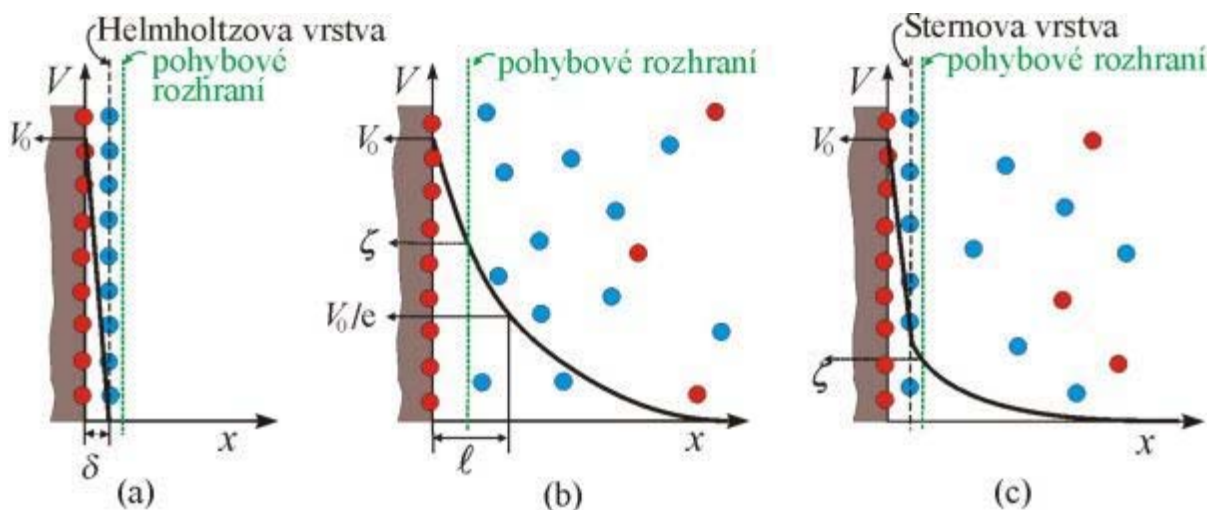 Helmholtzova vrstva
pohybové
rozhraní
V
V₀
x
δ
(a)
pohybové rozhraní
V
V₀
ζ
V₀/e
ℓ
x
(b)
Sternova vrstva
pohybové rozhraní
V
V₀
ζ
x
(c)